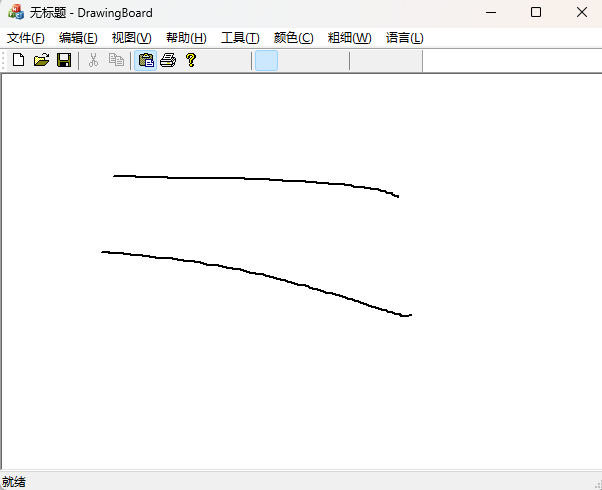 无标题 - DrawingBoard
文件(F) 编辑(E) 视图(V) 帮助(H) 工具(T) 颜色(C) 粗细(W) 语言(L)
就绪